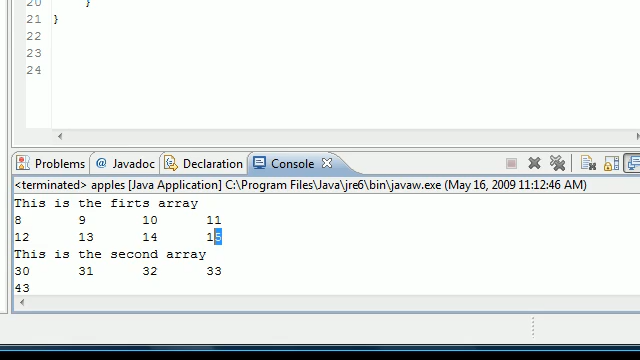 20 }
21 }
22
23
24
Problems @ Javadoc Declaration Console
<terminated> apples [Java Application] C:\Program Files\Java\jre6\bin\javaw.exe (May 16, 2009 11:12:46 AM)
This is the firts array
8 9 10 11
12 13 14 15
This is the second array
30 31 32 33
43